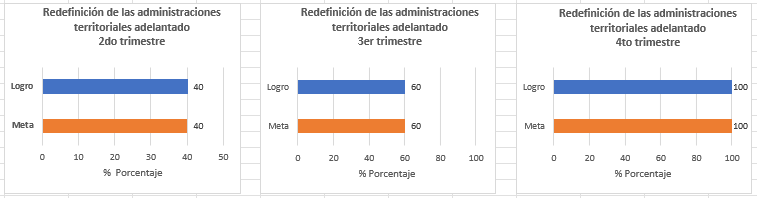 Redefinición de las administraciones
territoriales adelantado
2do trimestre
Logro 40
Meta 40
0 10 20 30 40 50
% Porcentaje
Redefinición de las administraciones
territoriales adelantado
3er trimestre
Logro 60
Meta 60
0 20 40 60 80 100
% Porcentaje
Redefinición de las administraciones
territoriales adelantado
4to trimestre
Logro 100
Meta 100
0 20 40 60 80 100
% Porcentaje